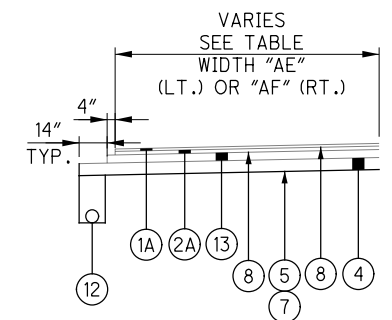 VARIES
SEE TABLE
WIDTH "AE"
(LT.) OR "AF" (RT.)
4"
14"
TYP.
1A 2A 13 8 5 8 4
12 7